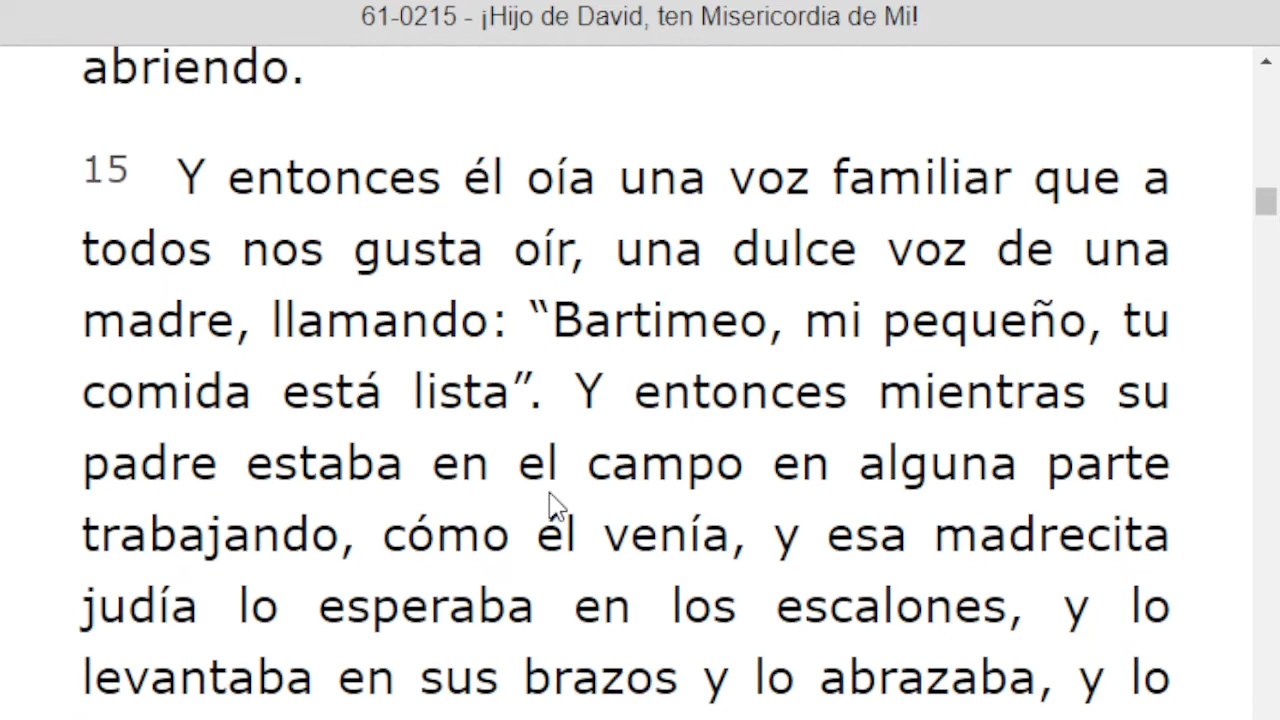 61-0215 - ¡Hijo de David, ten Misericordia de Mi!
abriendo.
15 Y entonces él oía una voz familiar que a
todos nos gusta oír, una dulce voz de una
madre, llamando: “Bartimeo, mi pequeño, tu
comida está lista”. Y entonces mientras su
padre estaba en el campo en alguna parte
trabajando, cómo él venía, y esa madrecita
judía lo esperaba en los escalones, y lo
levantaba en sus brazos y lo abrazaba, y lo